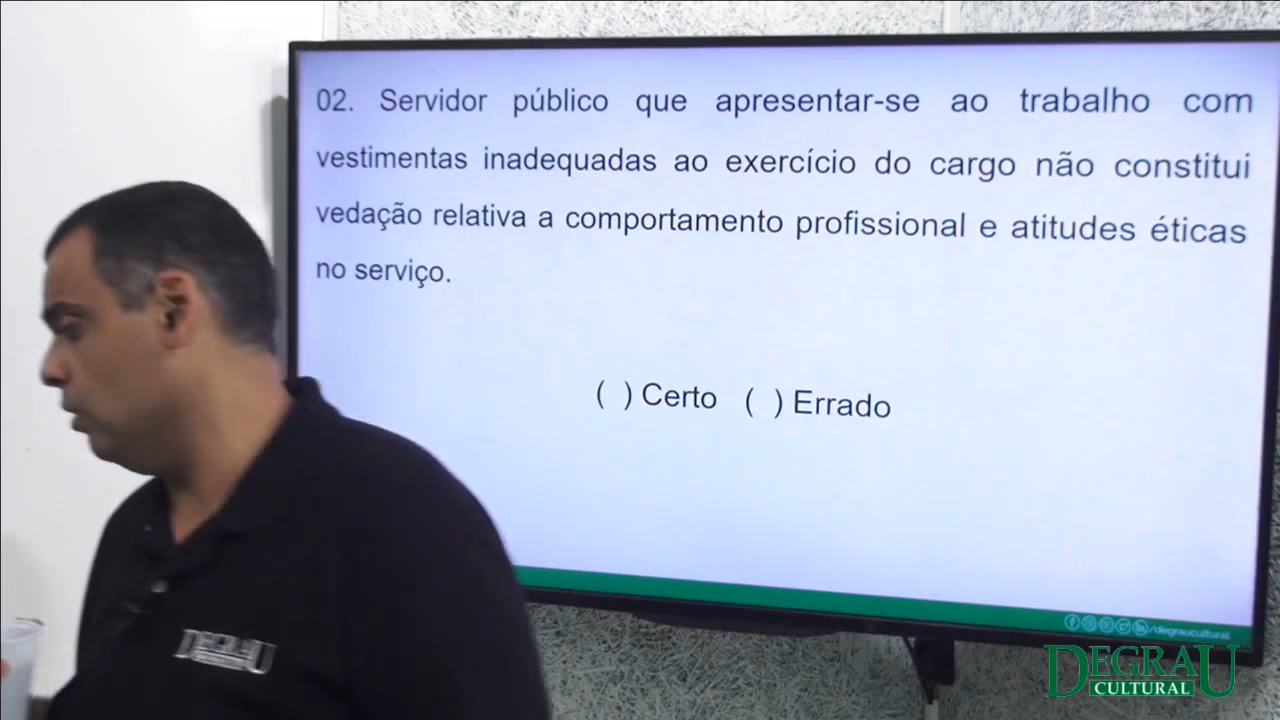 02. Servidor público que apresentar-se ao trabalho com
vestimentas inadequadas ao exercício do cargo não constitui
vedação relativa a comportamento profissional e atitudes éticas
no serviço.
( ) Certo ( ) Errado
/degraucultural
DEGRAU
DEGRAU
CULTURAL